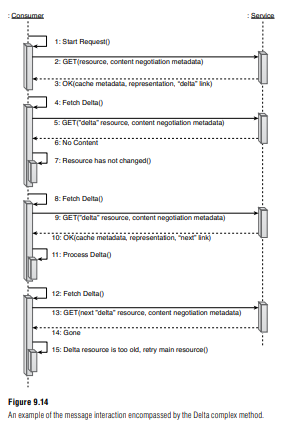 : Consumer
: Service
1: Start Request()
2: GET(resource, content negotiation metadata)
3: OK(cache metadata, representation, "delta" link)
4: Fetch Delta()
5: GET("delta" resource, content negotiation metadata)
6: No Content
7: Resource has not changed()
8: Fetch Delta()
9: GET("delta" resource, content negotiation metadata)
10: OK(cache metadata, representation, "next" link)
11: Process Delta()
12: Fetch Delta()
13: GET(next "delta" resource, content negotiation metadata)
14: Gone
15: Delta resource is too old, retry main resource()
Figure 9.14
An example of the message interaction encompassed by the Delta complex method.